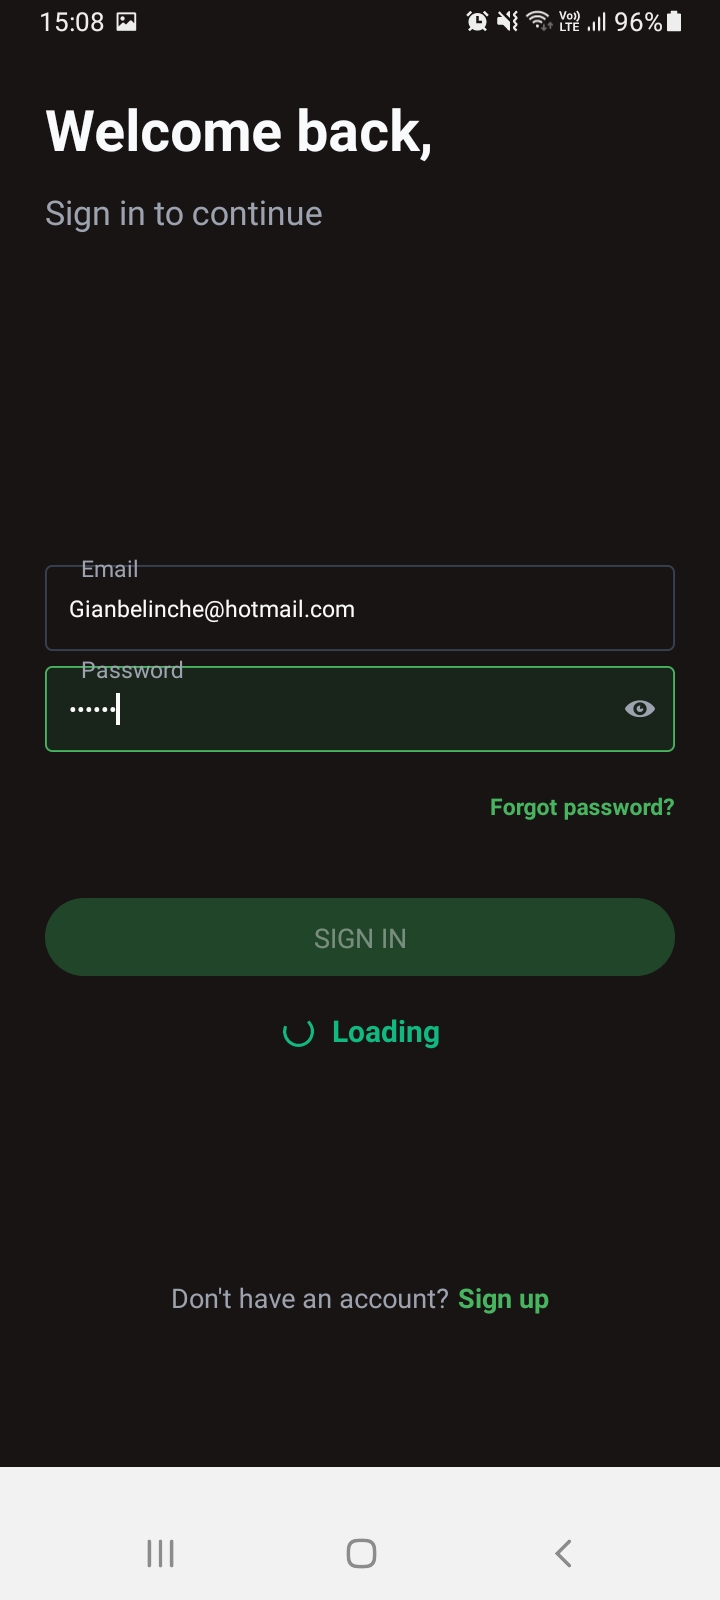 15:08 Vo)) LTE 96%
Welcome back,
Sign in to continue
Email
Gianbelinche@hotmail.com
Password
••••••
Forgot password?
SIGN IN
Loading
Don't have an account? Sign up